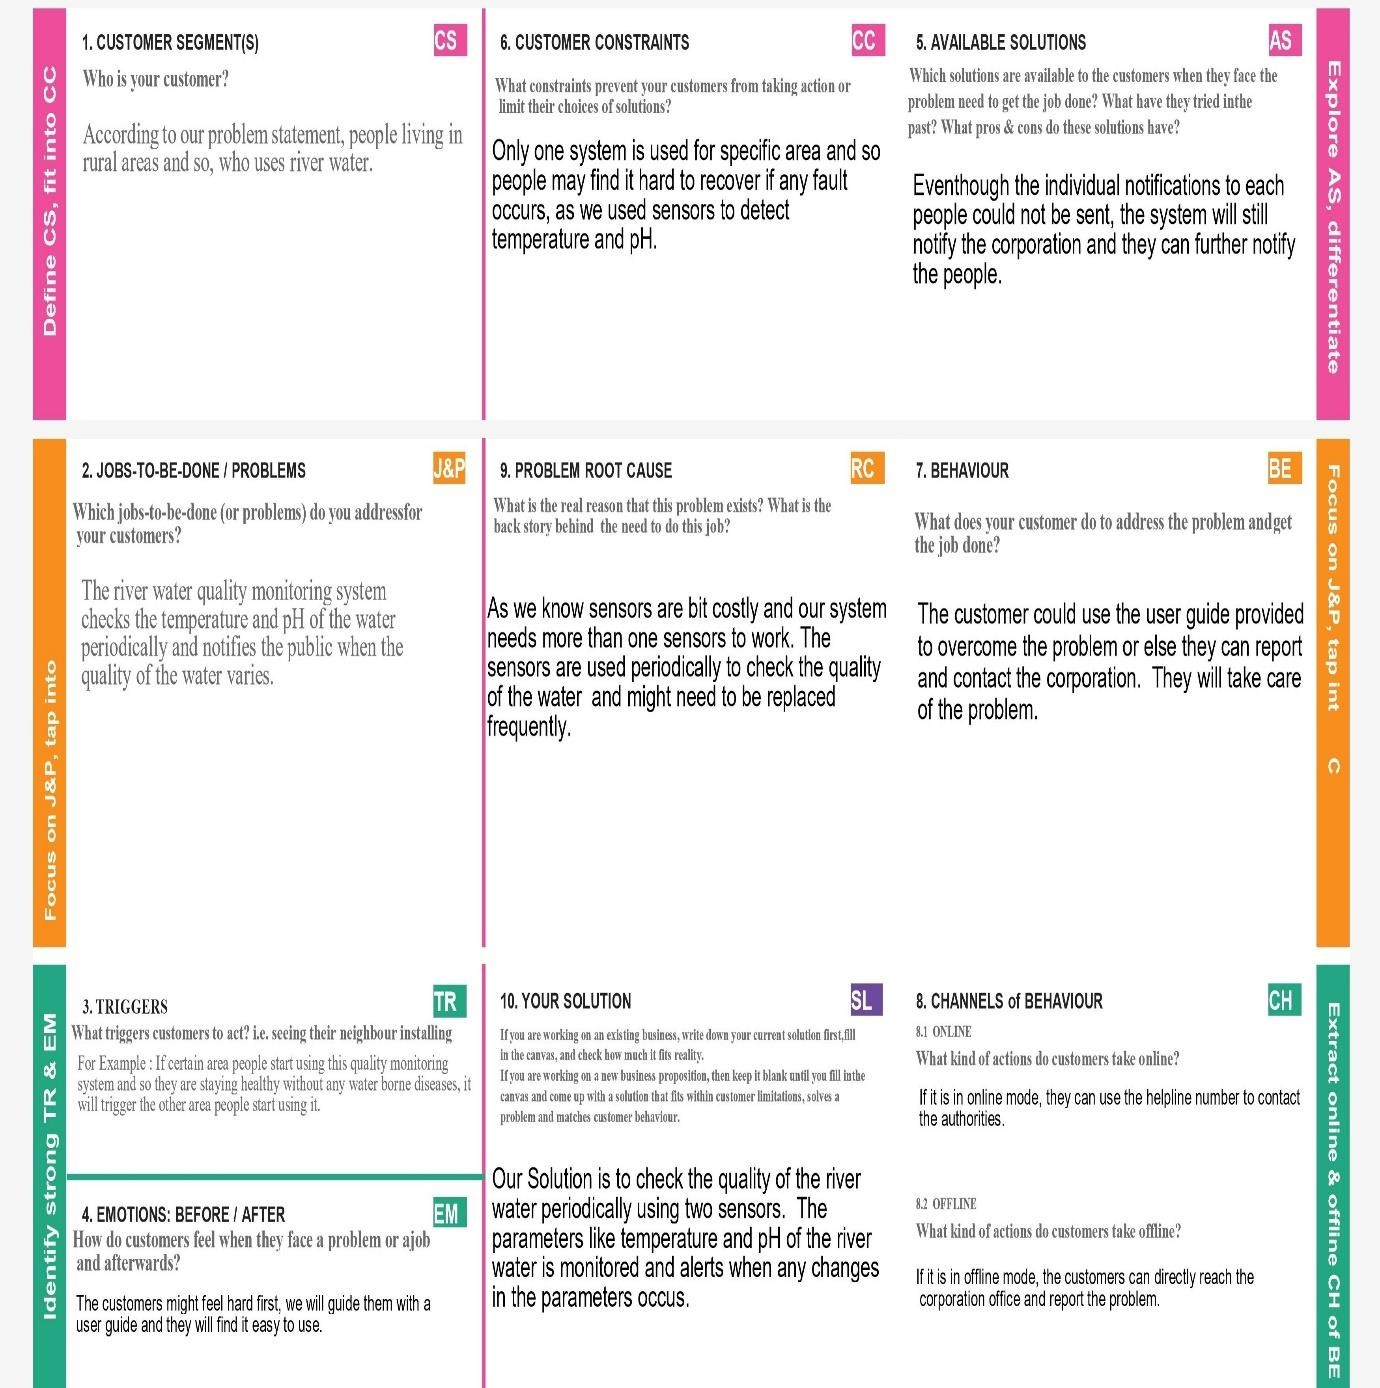 Define CS, fit into CC
1. CUSTOMER SEGMENT(S)
CS
Who is your customer?
According to our problem statement, people living in
rural areas and so, who uses river water.
6. CUSTOMER CONSTRAINTS
CC
What constraints prevent your customers from taking action or
limit their choices of solutions?
Only one system is used for specific area and so
people may find it hard to recover if any fault
occurs, as we used sensors to detect
temperature and pH.
5. AVAILABLE SOLUTIONS
AS
Which solutions are available to the customers when they face the
problem need to get the job done? What have they tried inthe
past? What pros & cons do these solutions have?
Eventhough the individual notifications to each
people could not be sent, the system will still
notify the corporation and they can further notify
the people.
Explore AS, differentiate
Focus on J&P, tap into
2. JOBS-TO-BE-DONE / PROBLEMS
J&P
Which jobs-to-be-done (or problems) do you addressfor
your customers?
The river water quality monitoring system
checks the temperature and pH of the water
periodically and notifies the public when the
quality of the water varies.
9. PROBLEM ROOT CAUSE
RC
What is the real reason that this problem exists? What is the
back story behind the need to do this job?
As we know sensors are bit costly and our system
needs more than one sensors to work. The
sensors are used periodically to check the quality
of the water and might need to be replaced
frequently.
7. BEHAVIOUR
BE
What does your customer do to address the problem andget
the job done?
The customer could use the user guide provided
to overcome the problem or else they can report
and contact the corporation. They will take care
of the problem.
Focus on J&P, tap int C
Identify strong TR & EM
3. TRIGGERS
TR
What triggers customers to act? i.e. seeing their neighbour installing
For Example : If certain area people start using this quality monitoring
system and so they are staying healthy without any water borne diseases, it
will trigger the other area people start using it.
4. EMOTIONS: BEFORE / AFTER
EM
How do customers feel when they face a problem or ajob
and afterwards?
The customers might feel hard first, we will guide them with a
user guide and they will find it easy to use.
10. YOUR SOLUTION
SL
If you are working on an existing business, write down your current solution first,fill
in the canvas, and check how much it fits reality.
If you are working on a new business proposition, then keep it blank until you fill inthe
canvas and come up with a solution that fits within customer limitations, solves a
problem and matches customer behaviour.
Our Solution is to check the quality of the river
water periodically using two sensors. The
parameters like temperature and pH of the river
water is monitored and alerts when any changes
in the parameters occus.
8. CHANNELS of BEHAVIOUR
CH
8.1 ONLINE
What kind of actions do customers take online?
If it is in online mode, they can use the helpline number to contact
the authorities.
8.2 OFFLINE
What kind of actions do customers take offline?
If it is in offline mode, the customers can directly reach the
corporation office and report the problem.
Extract online & offline CH of BE